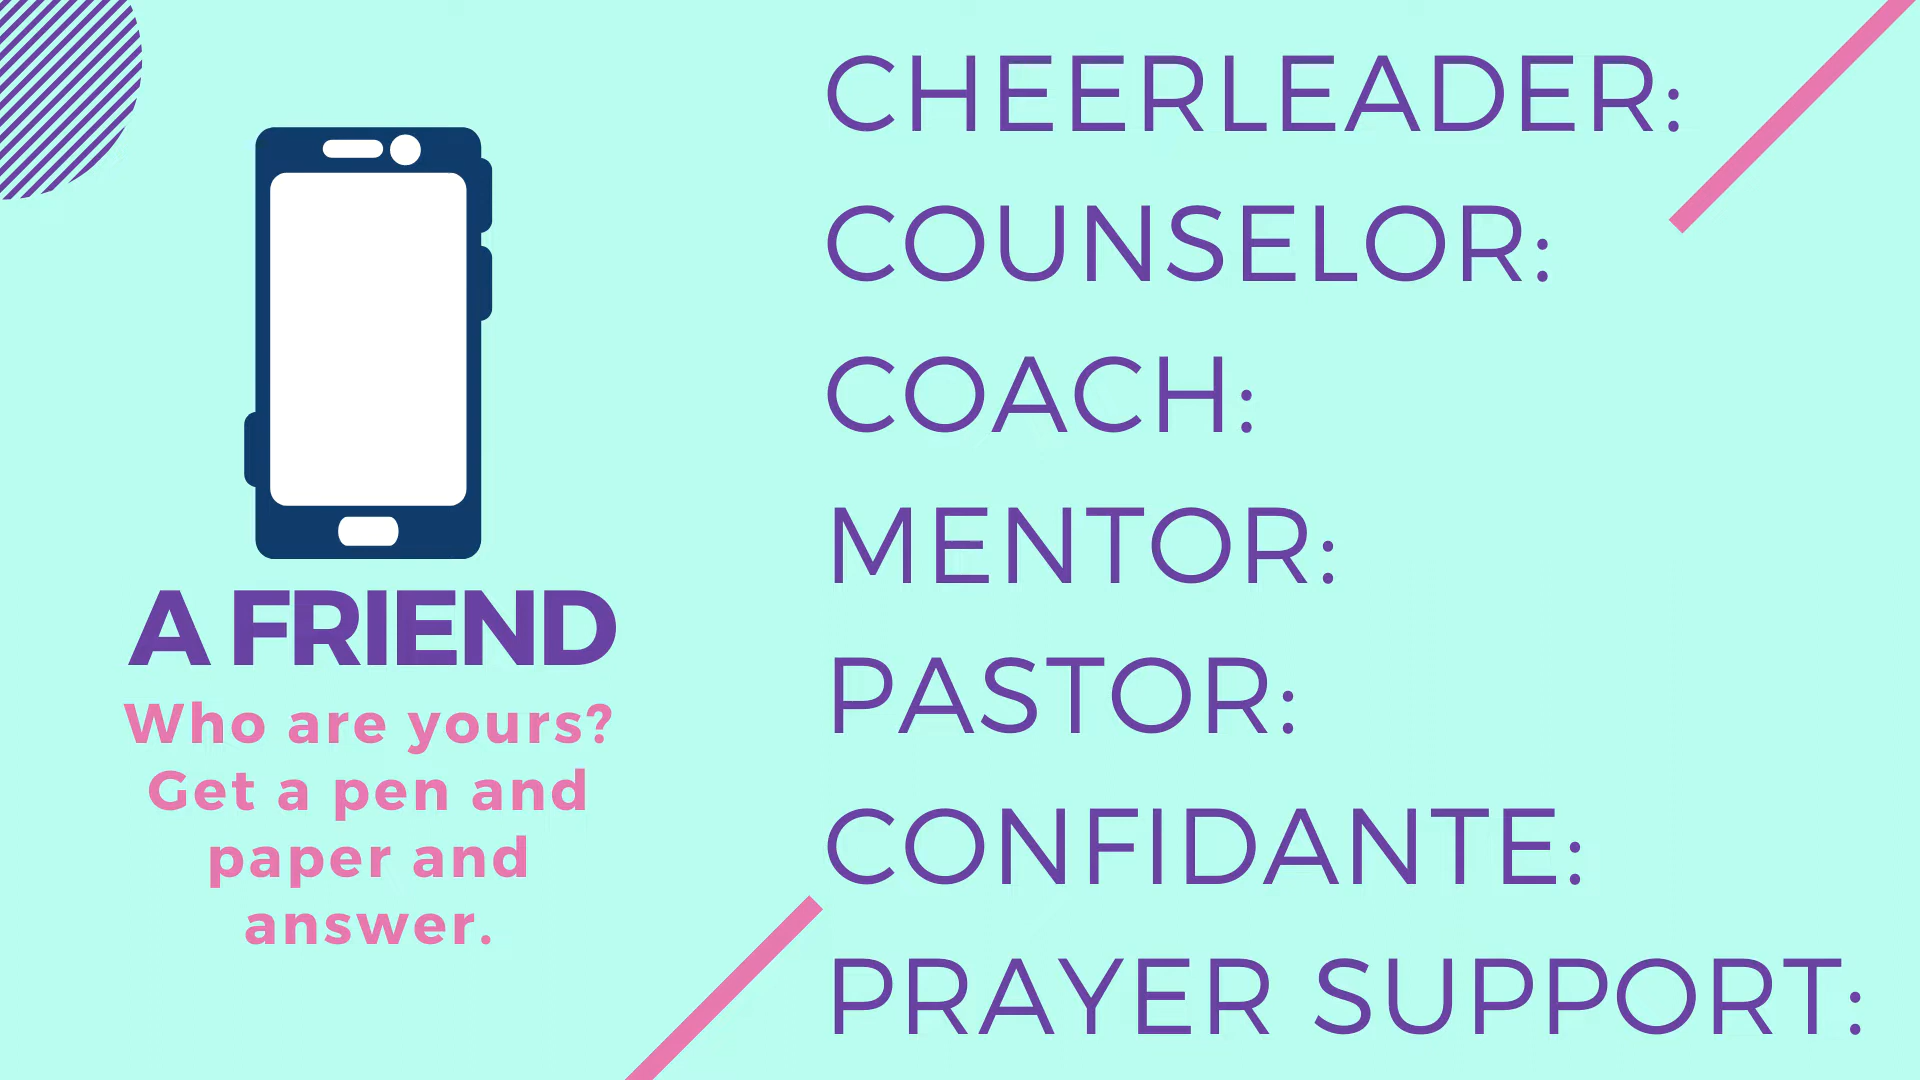 A FRIEND
Who are yours?
Get a pen and
paper and
answer.
CHEERLEADER:
COUNSELOR:
COACH:
MENTOR:
PASTOR:
CONFIDANTE:
PRAYER SUPPORT: